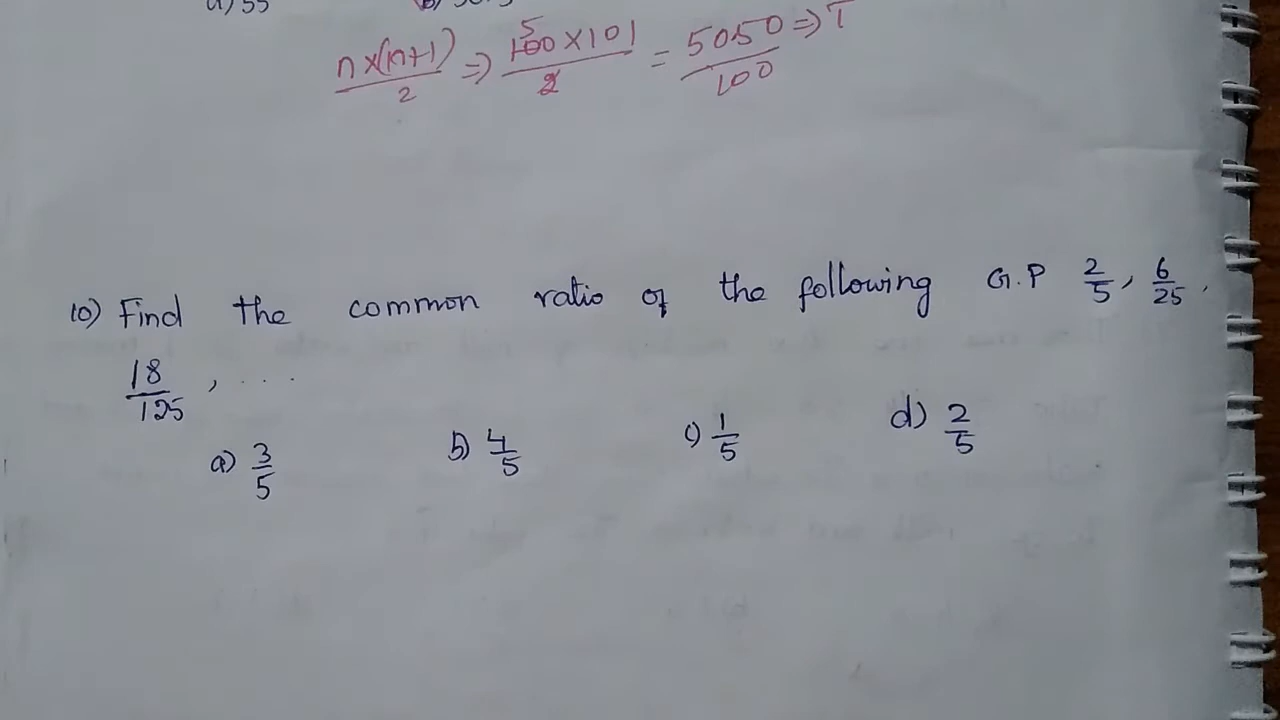 a) 55
n×(n+1)/2 ⇒ 100×101/2 = 5050/100 ⇒
10) Find the common ratio of the following G.P 2/5, 6/25,
18/125, ....
a) 3/5 b) 4/5 c) 1/5 d) 2/5